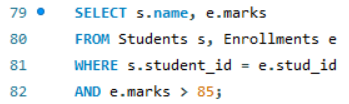 79 SELECT s.name, e.marks
80 FROM Students s, Enrollments e
81 WHERE s.student_id = e.stud_id
82 AND e.marks > 85;